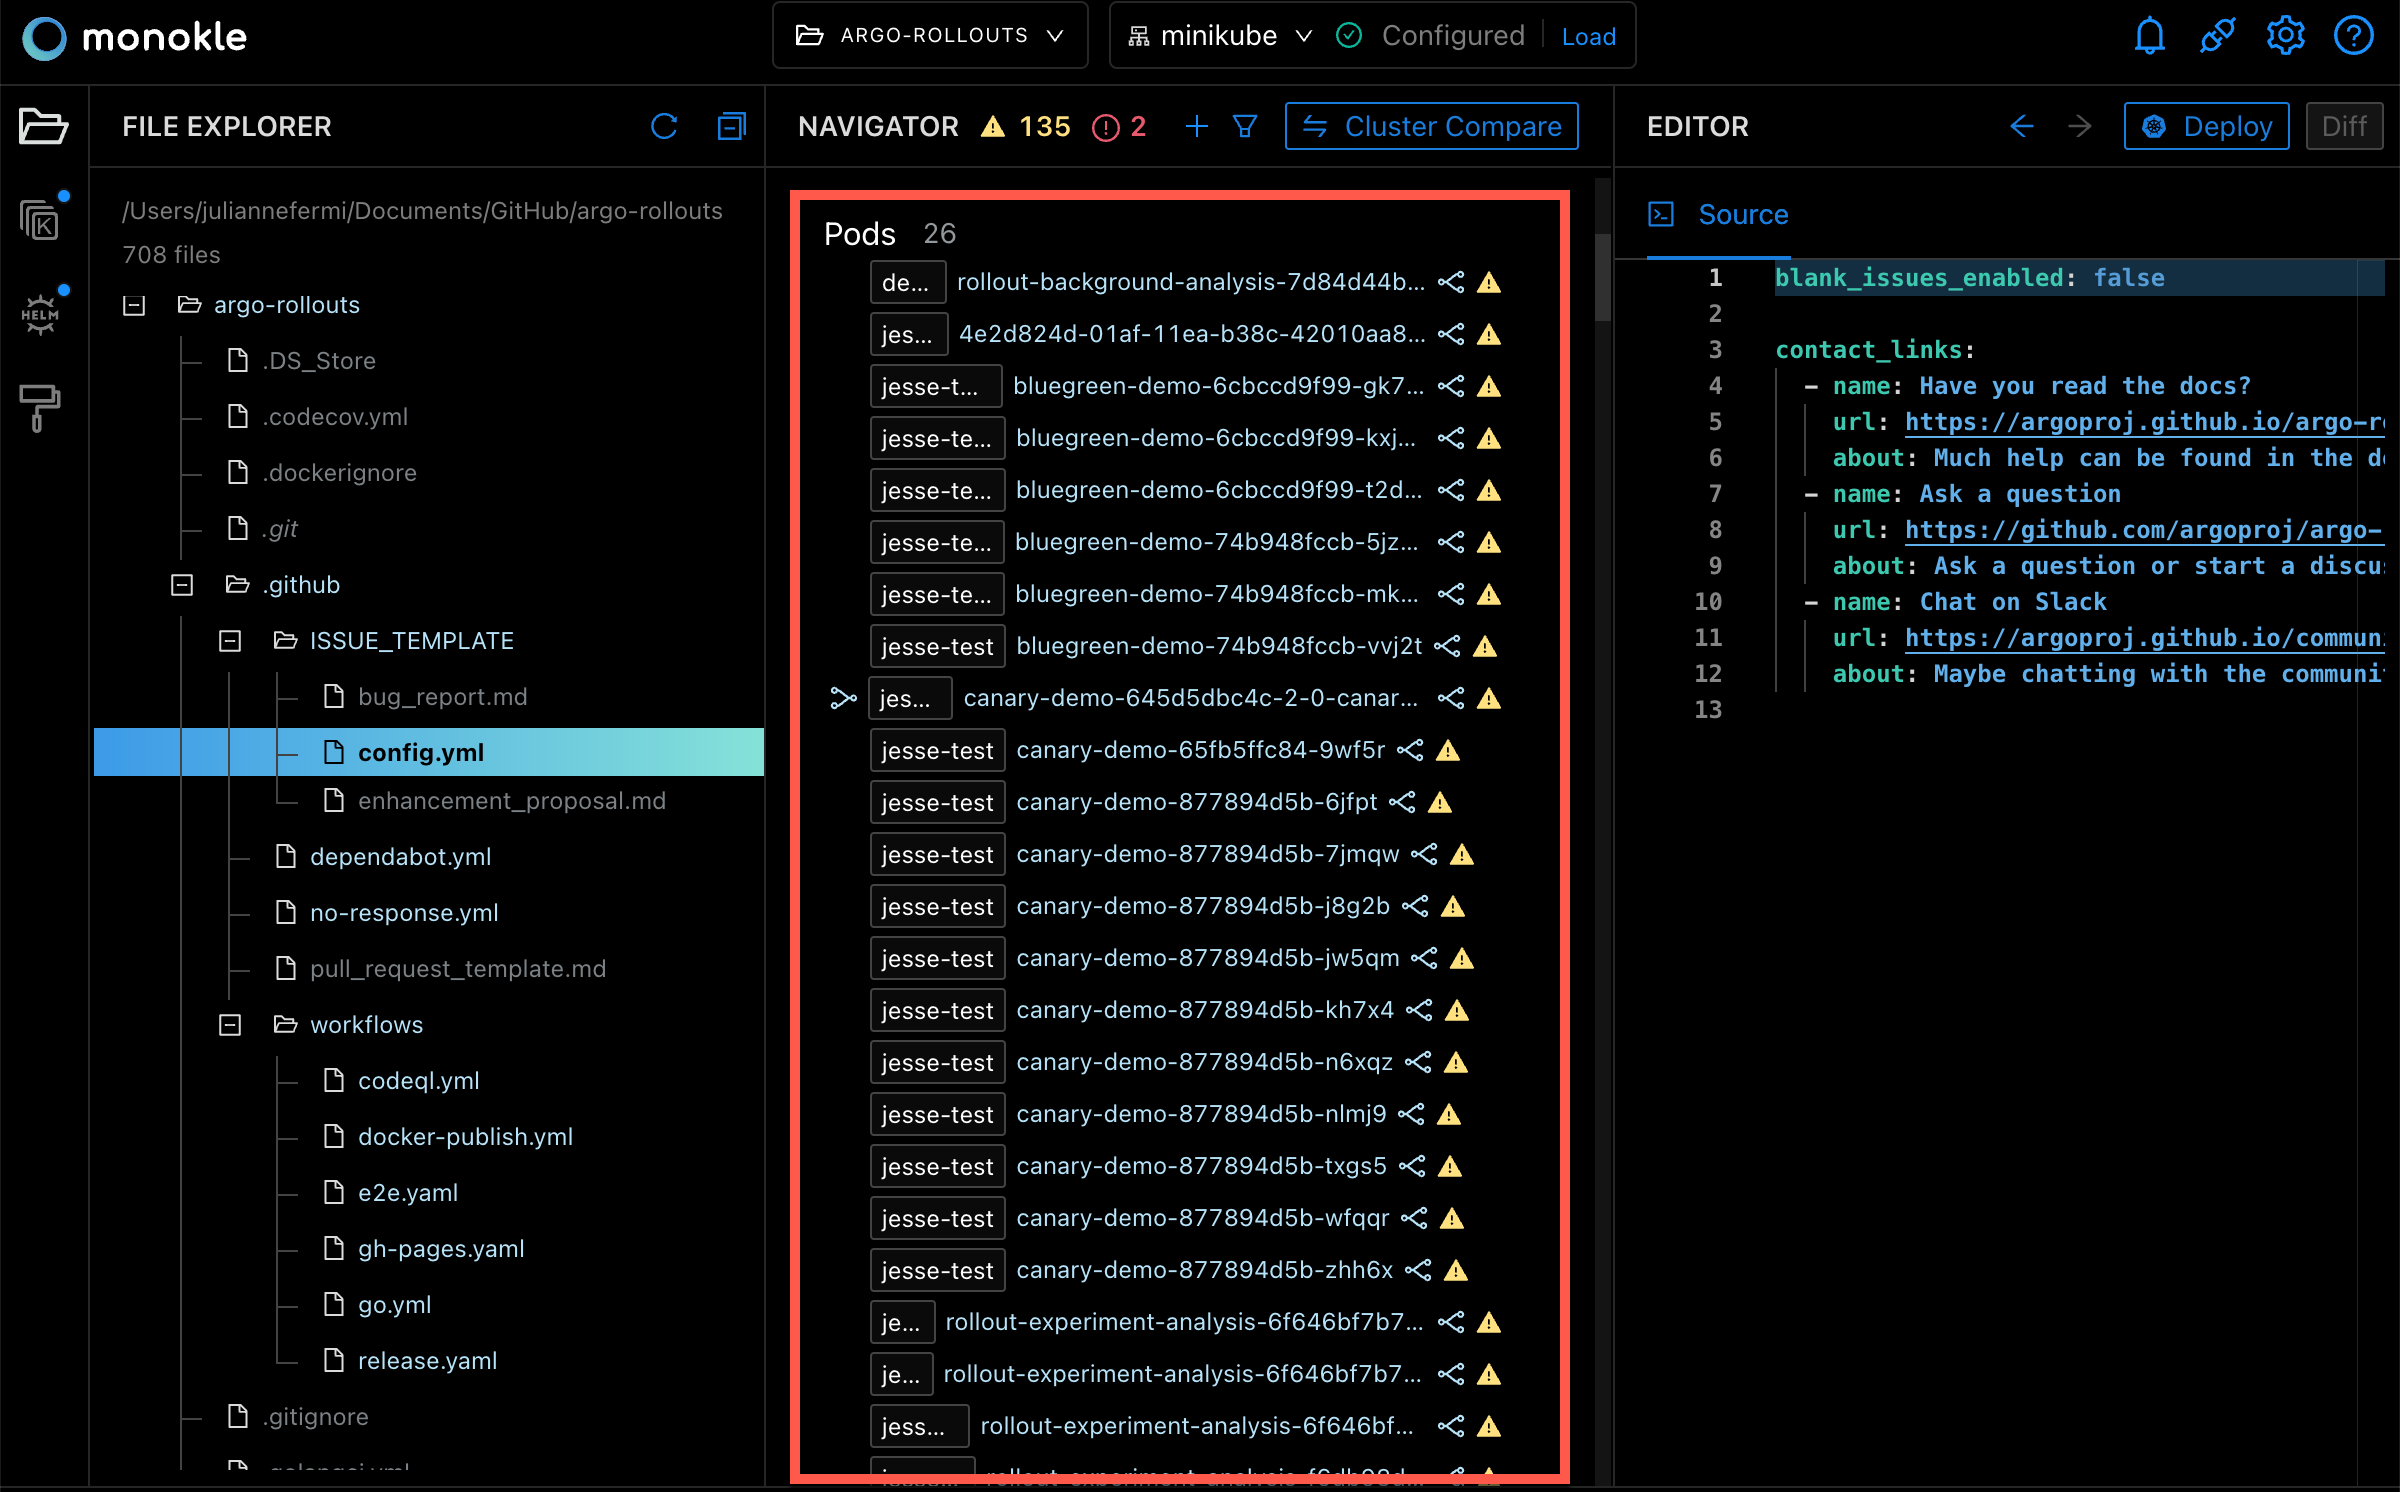 monokle
ARGO-ROLLOUTS
minikube
Configured
Load
FILE EXPLORER
/Users/juliannefermi/Documents/GitHub/argo-rollouts
708 files
argo-rollouts
.DS_Store
.codecov.yml
.dockerignore
.git
.github
ISSUE_TEMPLATE
bug_report.md
config.yml
enhancement_proposal.md
dependabot.yml
no-response.yml
pull_request_template.md
workflows
codeql.yml
docker-publish.yml
e2e.yaml
gh-pages.yaml
go.yml
release.yaml
.gitignore
K
HELM
NAVIGATOR 135 2
Cluster Compare
Pods 26
de... rollout-background-analysis-7d84d44b...
jes... 4e2d824d-01af-11ea-b38c-42010aa8...
jesse-t... bluegreen-demo-6cbccd9f99-gk7...
jesse-te... bluegreen-demo-6cbccd9f99-kxj...
jesse-te... bluegreen-demo-6cbccd9f99-t2d...
jesse-te... bluegreen-demo-74b948fccb-5jz...
jesse-te... bluegreen-demo-74b948fccb-mk...
jesse-test bluegreen-demo-74b948fccb-vvj2t
jes... canary-demo-645d5dbc4c-2-0-canar...
jesse-test canary-demo-65fb5ffc84-9wf5r
jesse-test canary-demo-877894d5b-6jfpt
jesse-test canary-demo-877894d5b-7jmqw
jesse-test canary-demo-877894d5b-j8g2b
jesse-test canary-demo-877894d5b-jw5qm
jesse-test canary-demo-877894d5b-kh7x4
jesse-test canary-demo-877894d5b-n6xqz
jesse-test canary-demo-877894d5b-nlmj9
jesse-test canary-demo-877894d5b-txgs5
jesse-test canary-demo-877894d5b-wfqqr
jesse-test canary-demo-877894d5b-zhh6x
je... rollout-experiment-analysis-6f646bf7b7...
je... rollout-experiment-analysis-6f646bf7b7...
jess... rollout-experiment-analysis-6f646bf...
EDITOR
Deploy
Diff
Source
1 blank_issues_enabled: false
2
3 contact_links:
4 - name: Have you read the docs?
5 url: https://argoproj.github.io/argo-r
6 about: Much help can be found in the d
7 - name: Ask a question
8 url: https://github.com/argoproj/argo-
9 about: Ask a question or start a discu
10 - name: Chat on Slack
11 url: https://argoproj.github.io/commun
12 about: Maybe chatting with the communi
13